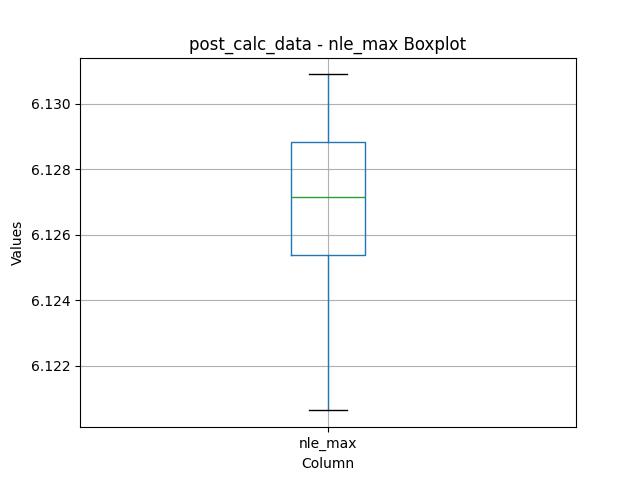 post_calc_data - nle_max Boxplot
6.130
6.128
6.126
6.124
6.122
Values
nle_max
Column